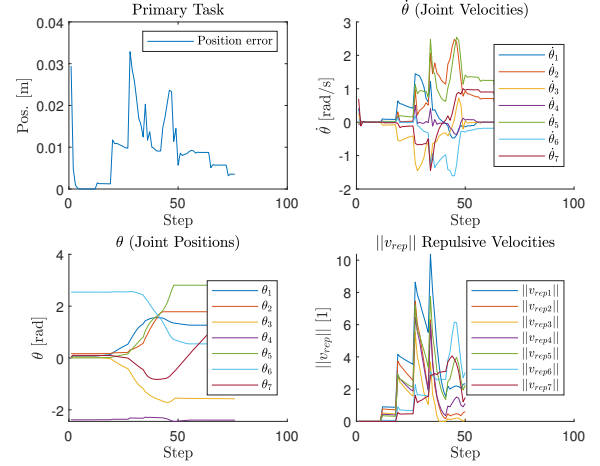 Primary Task
0.04
0.03
0.02
0.01
0
Pos. [m]
Position error
0 50 100
Step
θ̇ (Joint Velocities)
3
2
1
0
-1
-2
θ̇ [rad/s]
θ̇1
θ̇2
θ̇3
θ̇4
θ̇5
θ̇6
θ̇7
0 50 100
Step
θ (Joint Positions)
4
2
0
-2
θ [rad]
θ1
θ2
θ3
θ4
θ5
θ6
θ7
0 50 100
Step
||vrep|| Repulsive Velocities
10
8
6
4
2
0
||vrep|| [1]
||vrep1||
||vrep2||
||vrep3||
||vrep4||
||vrep5||
||vrep6||
||vrep7||
0 50 100
Step